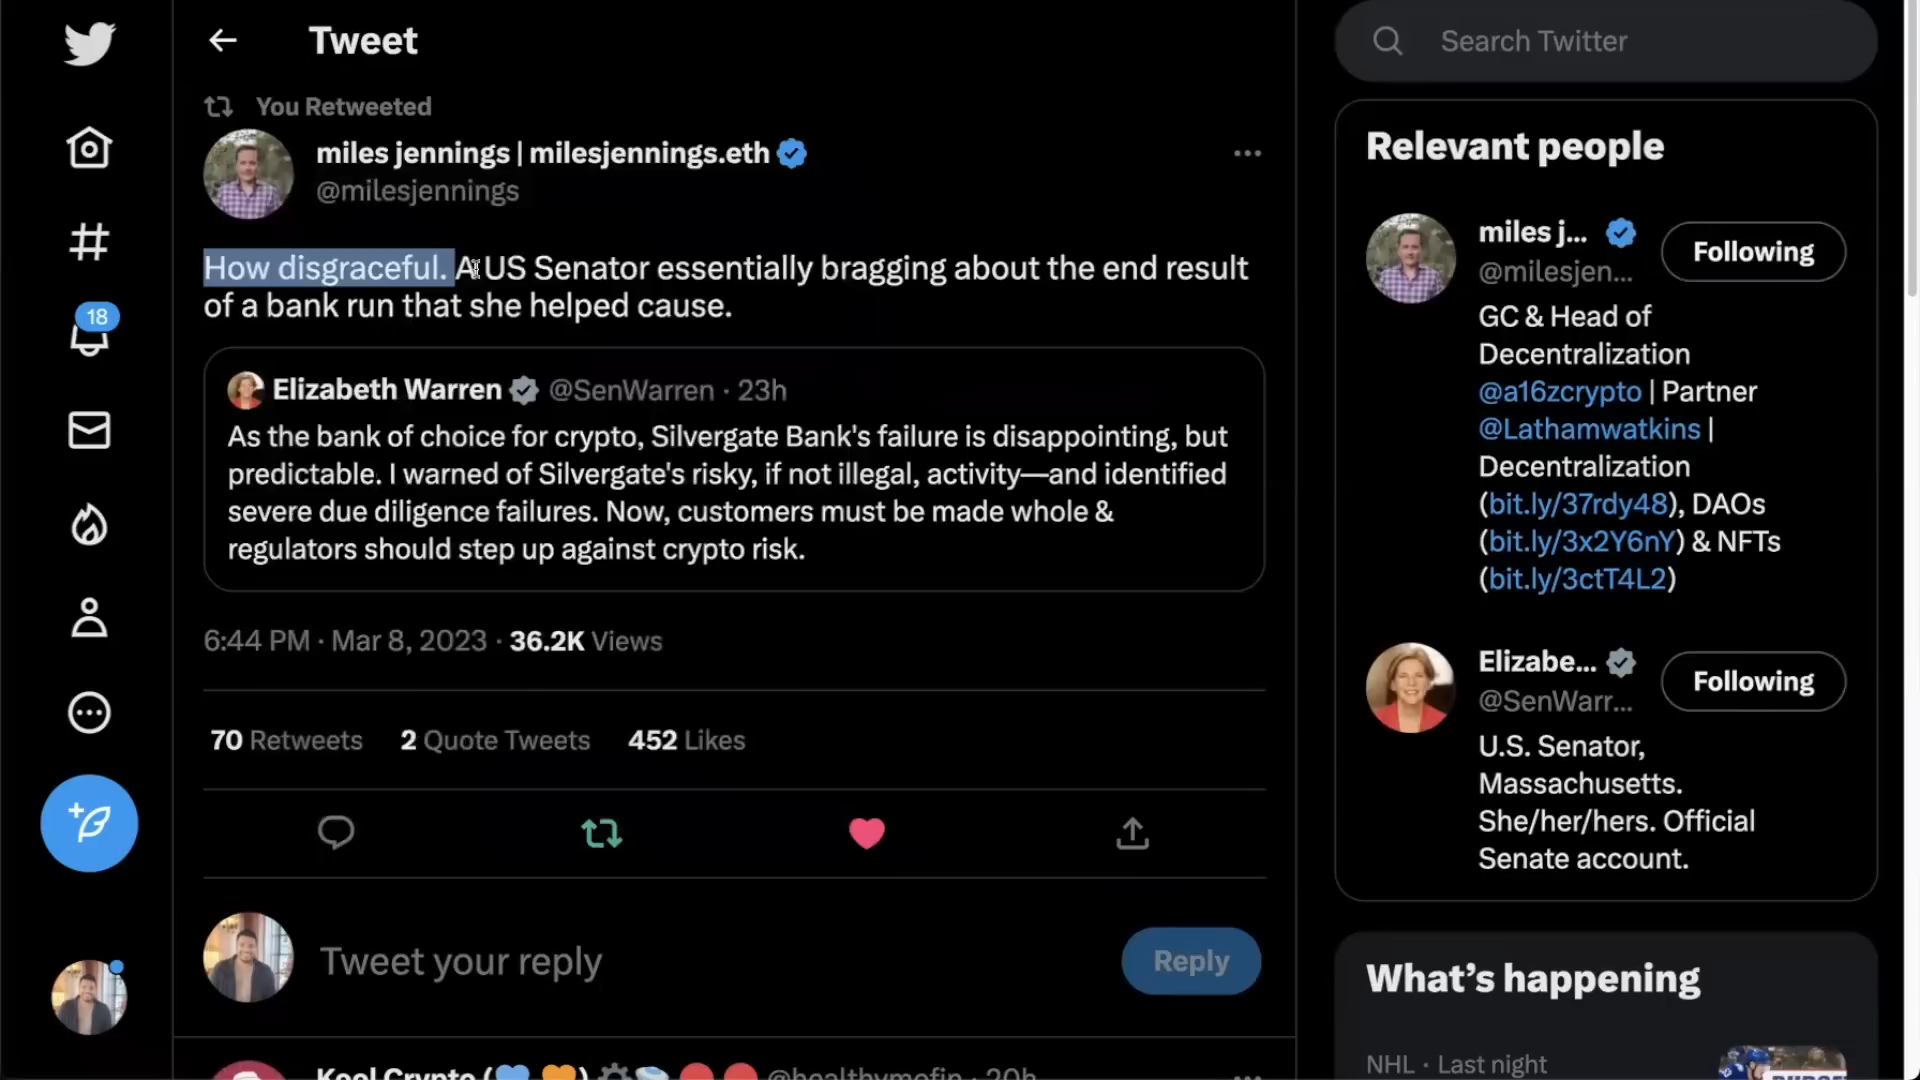 Tweet
Search Twitter
You Retweeted
miles jennings | milesjennings.eth
@milesjennings
How disgraceful. A US Senator essentially bragging about the end result
of a bank run that she helped cause.
Elizabeth Warren @SenWarren · 23h
As the bank of choice for crypto, Silvergate Bank's failure is disappointing, but
predictable. I warned of Silvergate's risky, if not illegal, activity—and identified
severe due diligence failures. Now, customers must be made whole &
regulators should step up against crypto risk.
6:44 PM · Mar 8, 2023 · 36.2K Views
70 Retweets 2 Quote Tweets 452 Likes
Tweet your reply
Reply
Kool Crypto ( ) @healthymofin · 20h
18
Relevant people
miles j...
@milesjen...
Following
GC & Head of
Decentralization
@a16zcrypto | Partner
@Lathamwatkins |
Decentralization
(bit.ly/37rdy48), DAOs
(bit.ly/3x2Y6nY) & NFTs
(bit.ly/3ctT4L2)
Elizabe...
@SenWarr...
Following
U.S. Senator,
Massachusetts.
She/her/hers. Official
Senate account.
What's happening
NHL · Last night